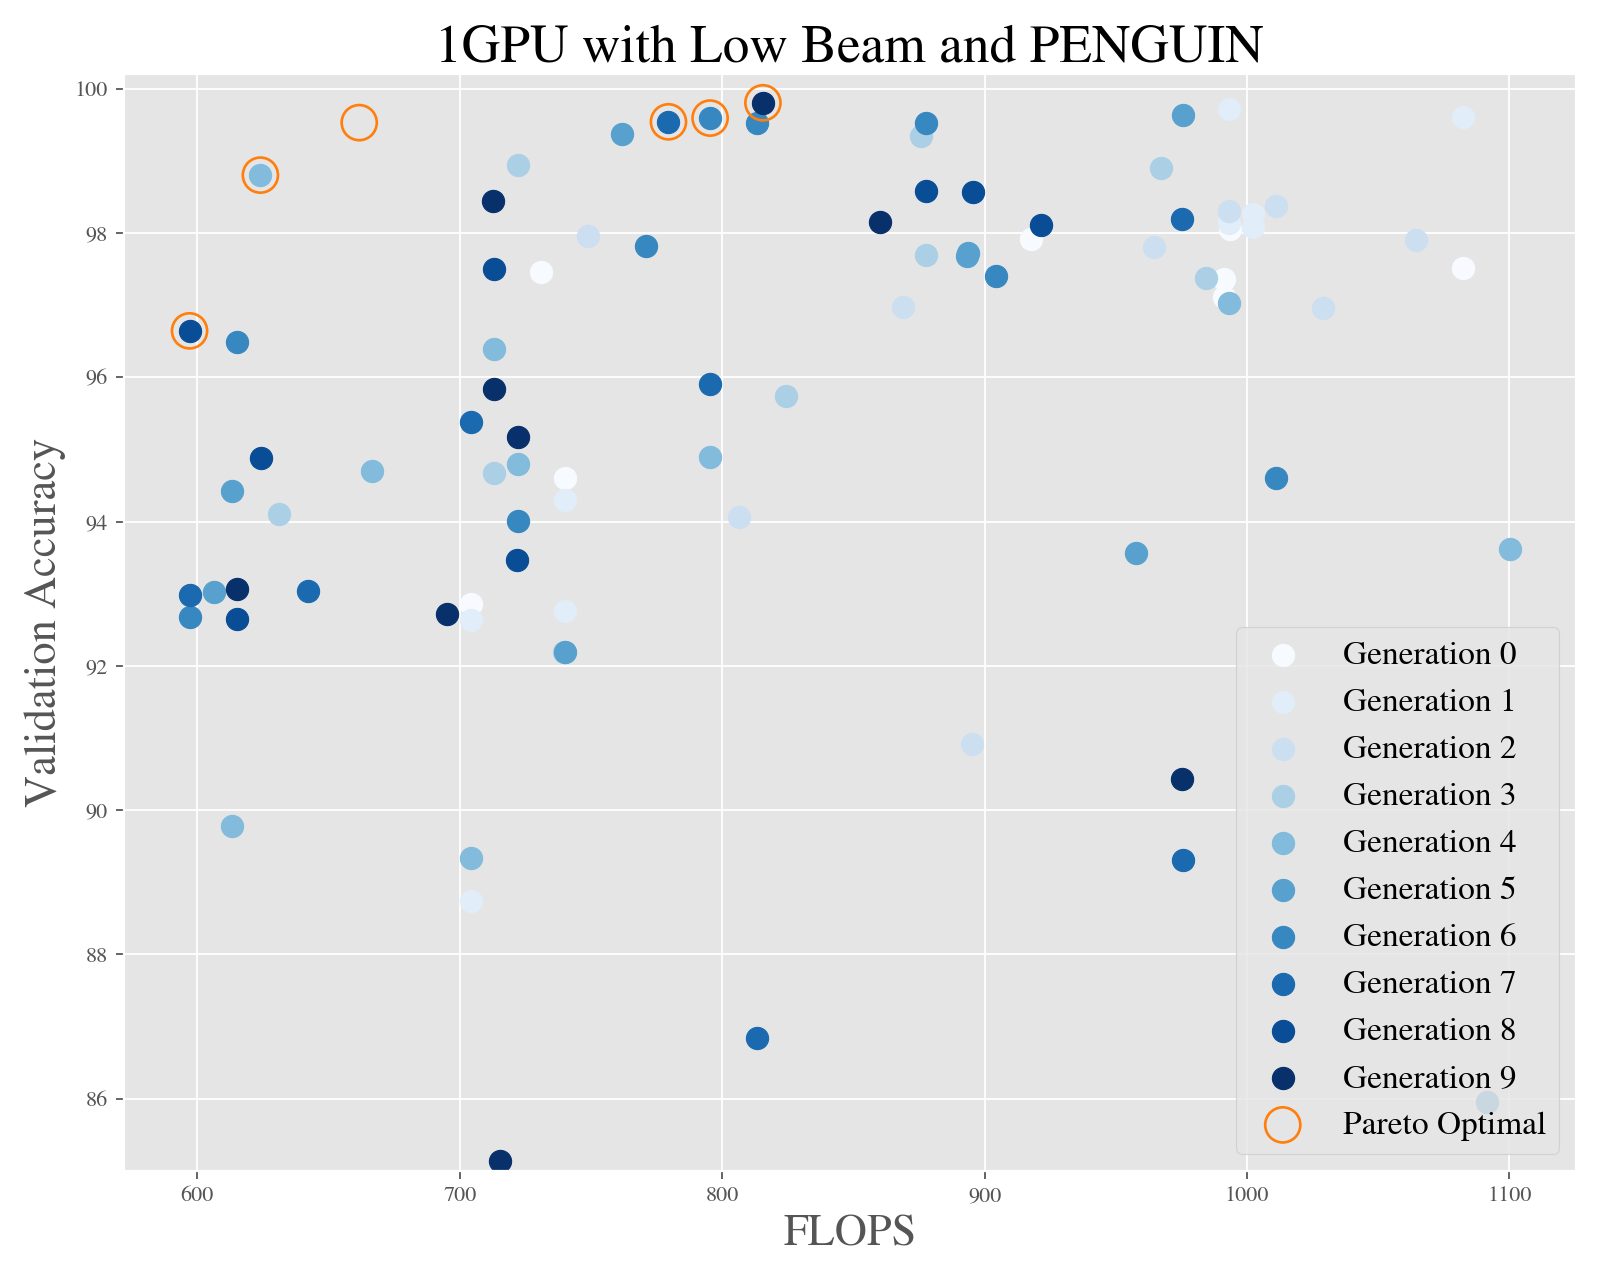 1GPU with Low Beam and PENGUIN
Validation Accuracy
100
98
96
94
92
90
88
86
600
700
800
900
1000
1100
FLOPS
Generation 0
Generation 1
Generation 2
Generation 3
Generation 4
Generation 5
Generation 6
Generation 7
Generation 8
Generation 9
Pareto Optimal